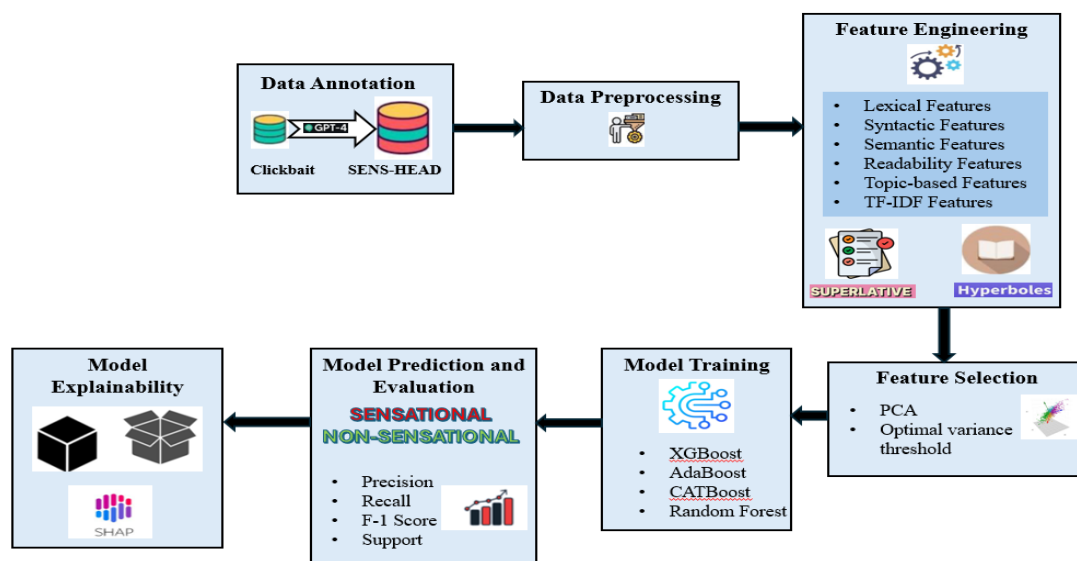 Data Annotation
GPT-4
Clickbait
SENS-HEAD
Data Preprocessing
Feature Engineering
• Lexical Features
• Syntactic Features
• Semantic Features
• Readability Features
• Topic-based Features
• TF-IDF Features
SUPERLATIVE
Hyperboles
Feature Selection
• PCA
• Optimal variance
threshold
Model Training
• XGBoost
• AdaBoost
• CATBoost
• Random Forest
Model Prediction and
Evaluation
SENSATIONAL
NON-SENSATIONAL
• Precision
• Recall
• F-1 Score
• Support
Model
Explainability
SHAP